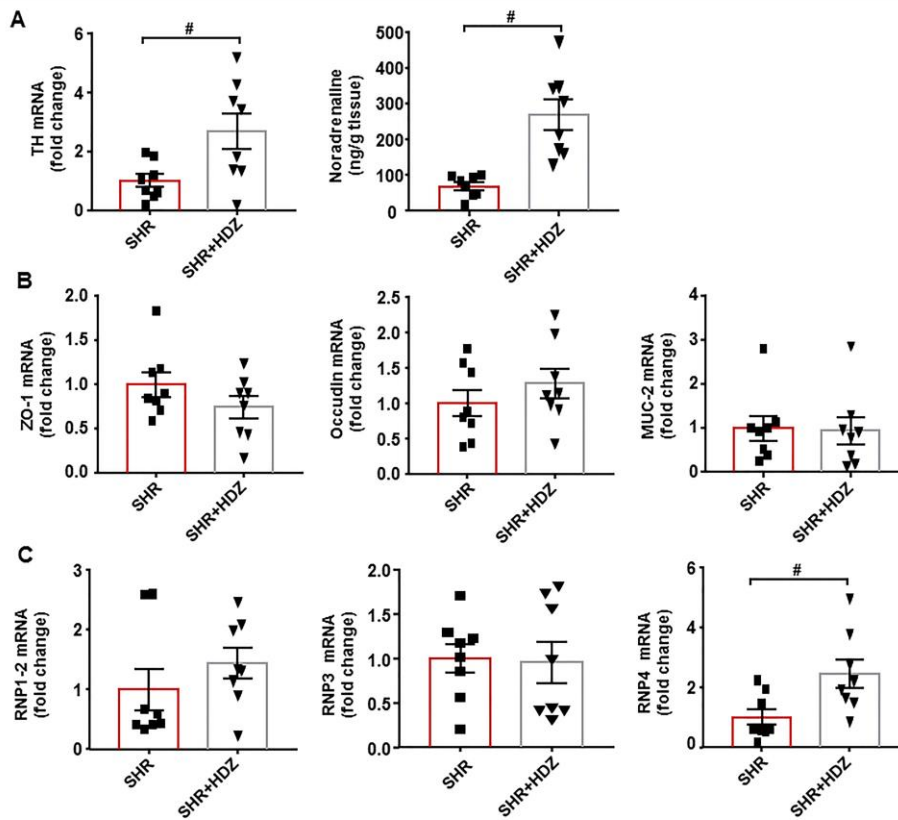 A
TH mRNA
(fold change)
6
4
2
0
#
SHR
SHR+HDZ
Noradrenaline
(ng/g tissue)
500
400
300
200
100
0
#
SHR
SHR+HDZ
B
ZO-1 mRNA
(fold change)
2.0
1.5
1.0
0.5
0.0
SHR
SHR+HDZ
Occudin mRNA
(fold change)
2.5
2.0
1.5
1.0
0.5
0.0
SHR
SHR+HDZ
MUC-2 mRNA
(fold change)
4
3
2
1
0
SHR
SHR+HDZ
C
RNP1-2 mRNA
(fold change)
3
2
1
0
SHR
SHR+HDZ
RNP3 mRNA
(fold change)
2.0
1.5
1.0
0.5
0.0
SHR
SHR+HDZ
RNP4 mRNA
(fold change)
6
4
2
0
#
SHR
SHR+HDZ